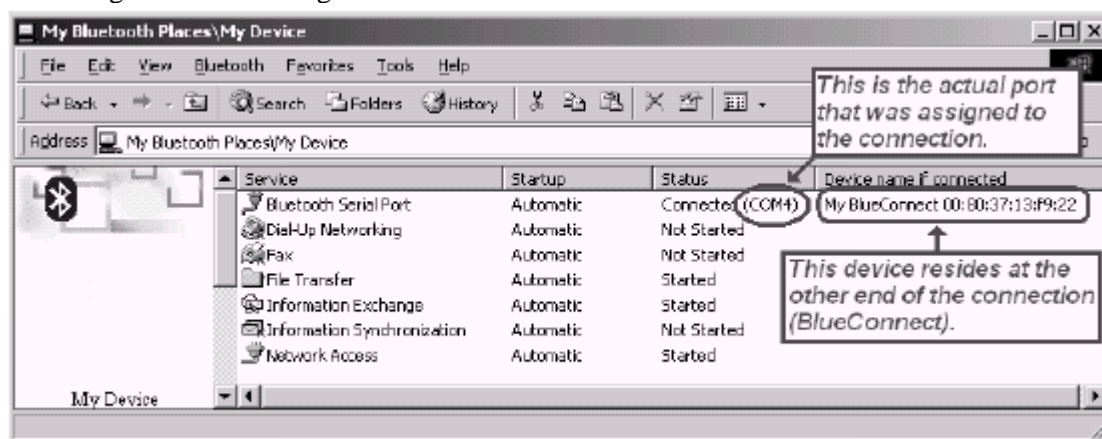 My Bluetooth Places\My Device
File Edit View Bluetooth Favorites Tools Help
Back Search Folders History
Address My Bluetooth Places\My Device
This is the actual port
that was assigned to
the connection.
Service Startup Status Device name if connected
Bluetooth Serial Port Automatic Connected (COM4) My BlueConnect 00:80:37:13:f9:22
Dial-Up Networking Automatic Not Started
Fax Automatic Not Started
File Transfer Automatic Started
Information Exchange Automatic Started
Information Synchronization Automatic Not Started
Network Access Automatic Started
This device resides at the
other end of the connection
(BlueConnect).
My Device